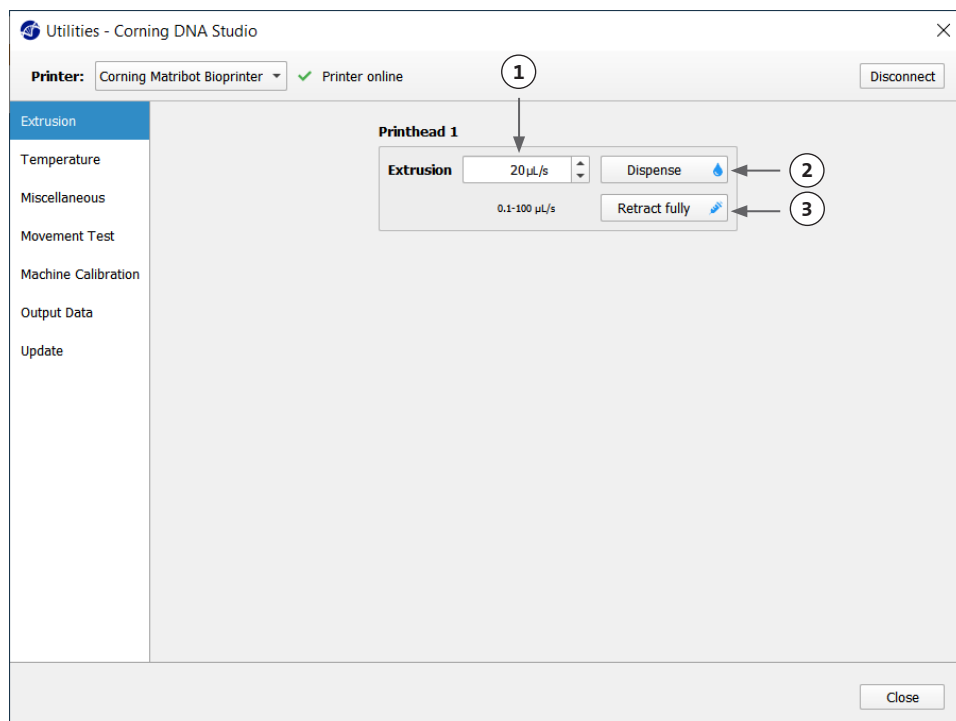 Utilities - Corning DNA Studio
Printer: Corning Matribot Bioprinter Printer online Disconnect
1
Extrusion
Temperature
Miscellaneous
Movement Test
Machine Calibration
Output Data
Update
Printhead 1
Extrusion 20µL/s Dispense 2
0.1-100 µL/s Retract fully 3
Close